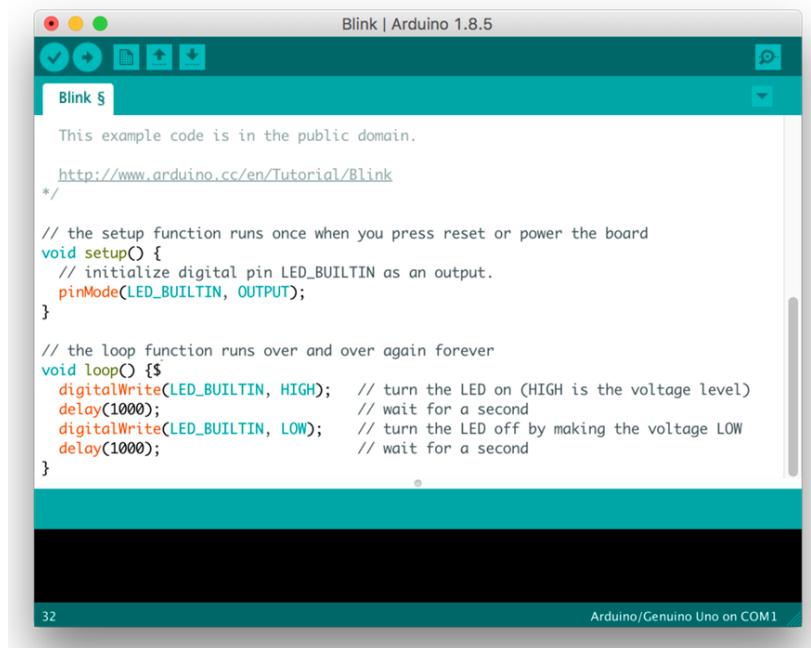 Blink | Arduino 1.8.5
Blink §
This example code is in the public domain.
http://www.arduino.cc/en/Tutorial/Blink
*/
// the setup function runs once when you press reset or power the board
void setup() {
// initialize digital pin LED_BUILTIN as an output.
pinMode(LED_BUILTIN, OUTPUT);
}
// the loop function runs over and over again forever
void loop() {$
digitalWrite(LED_BUILTIN, HIGH);   // turn the LED on (HIGH is the voltage level)
delay(1000);                       // wait for a second
digitalWrite(LED_BUILTIN, LOW);    // turn the LED off by making the voltage LOW
delay(1000);                       // wait for a second
}
32 Arduino/Genuino Uno on COM1